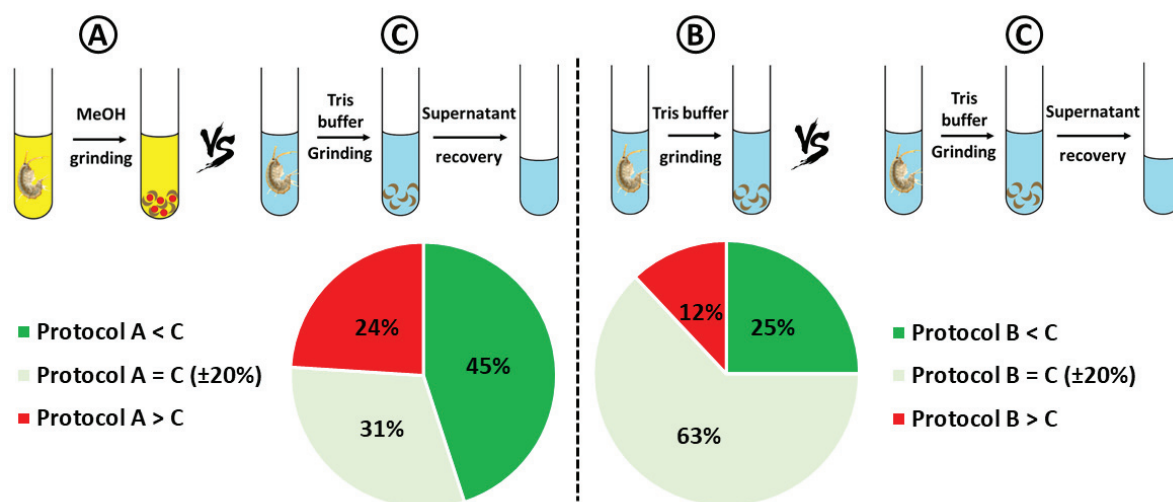 A
MeOH
grinding
VS
C
Tris
buffer
Grinding
Supernatant
recovery
B
Tris buffer
grinding
VS
C
Tris
buffer
Grinding
Supernatant
recovery
Protocol A < C
Protocol A = C (±20%)
Protocol A > C
24%
45%
31%
12%
25%
63%
Protocol B < C
Protocol B = C (±20%)
Protocol B > C